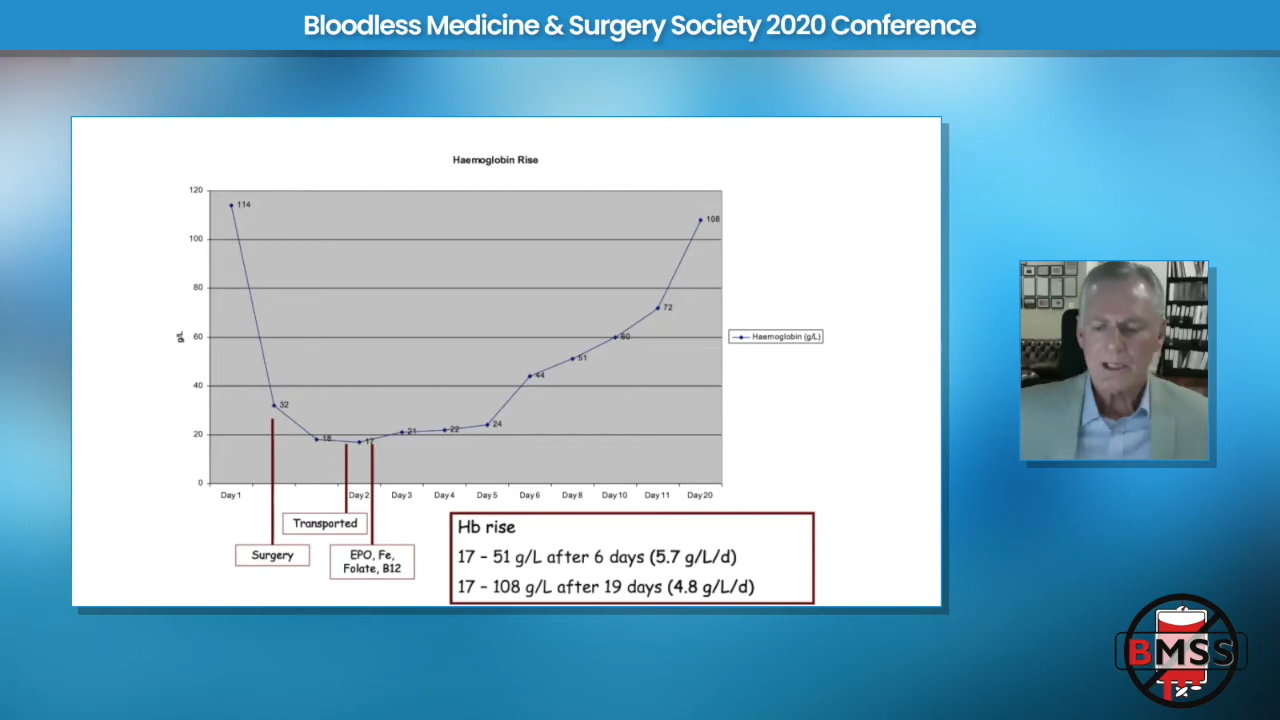 Bloodless Medicine & Surgery Society 2020 Conference
Haemoglobin Rise
120
100
80
60
40
20
0
g/L
114
32
18
17
21
22
24
44
51
60
72
108
Haemoglobin (g/L)
Day 1
Day 2
Day 3
Day 4
Day 5
Day 6
Day 8
Day 10
Day 11
Day 20
Transported
Surgery
EPO, Fe,
Folate, B12
Hb rise
17 – 51 g/L after 6 days (5.7 g/L/d)
17 – 108 g/L after 19 days (4.8 g/L/d)
BMSS